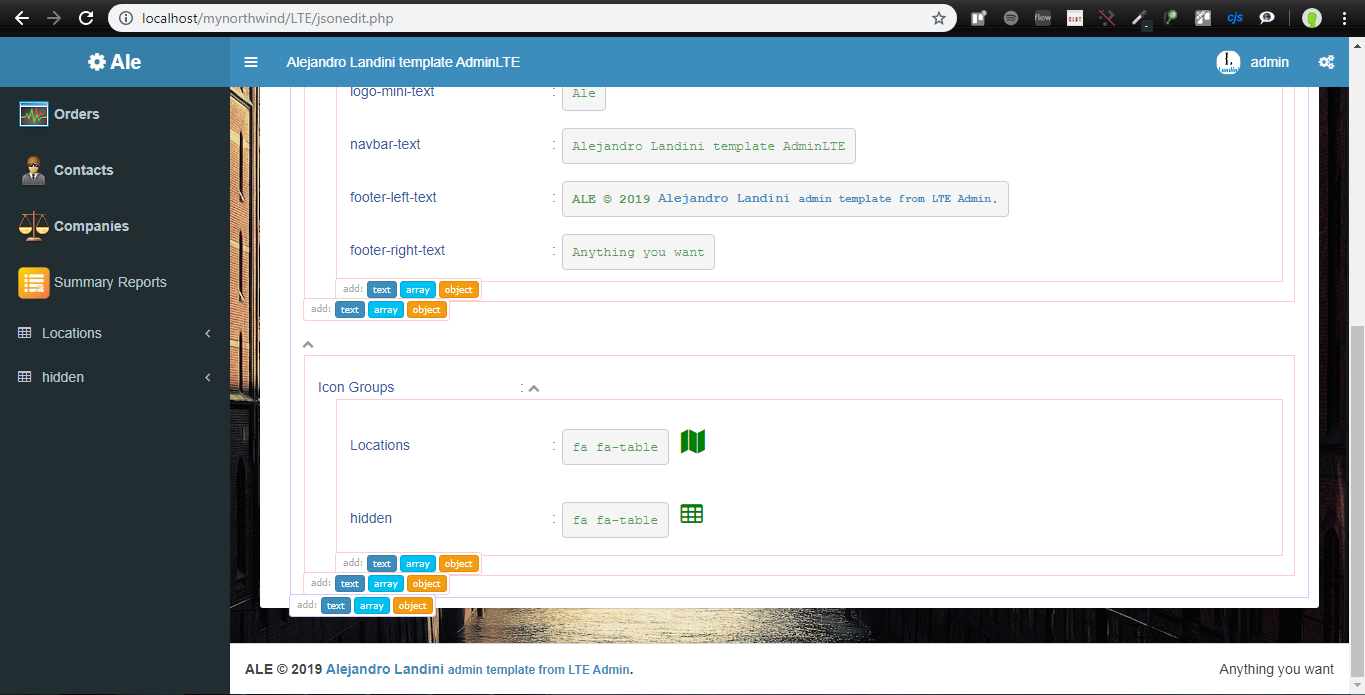 localhost/mynorthwind/LTE/jsonedit.php
flow
CLUT
cjs
Ale
Alejandro Landini template AdminLTE
L
Landini
admin
Orders
Contacts
Companies
Summary Reports
Locations
hidden
logo-mini-text : Ale
navbar-text : Alejandro Landini template AdminLTE
footer-left-text : ALE © 2019 Alejandro Landini admin template from LTE Admin.
footer-right-text : Anything you want
add: text array object
add: text array object
Icon Groups :
Locations : fa fa-table
hidden : fa fa-table
add: text array object
add: text array object
add: text array object
ALE © 2019 Alejandro Landini admin template from LTE Admin. Anything you want